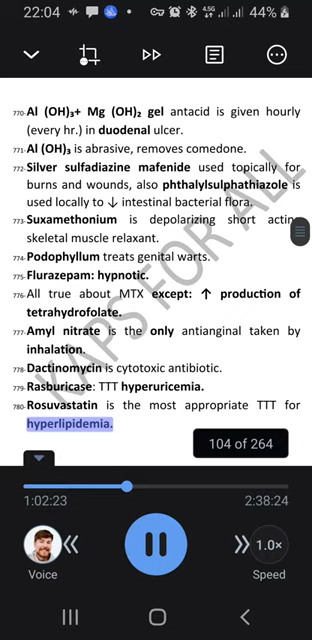 22:04
4.5G
44%
770- Al (OH)₃+ Mg (OH)₂ gel antacid is given hourly
(every hr.) in duodenal ulcer.
771- Al (OH)₃ is abrasive, removes comedone.
772- Silver sulfadiazine mafenide used topically for
burns and wounds, also phthalylsulphathiazole is
used locally to ↓ intestinal bacterial flora.
773- Suxamethonium is depolarizing short acting
skeletal muscle relaxant.
774- Podophyllum treats genital warts.
775- Flurazepam: hypnotic.
776- All true about MTX except: ↑ production of
tetrahydrofolate.
777- Amyl nitrate is the only antianginal taken by
inhalation.
778- Dactinomycin is cytotoxic antibiotic.
779- Rasburicase: TTT hyperuricemia.
780- Rosuvastatin is the most appropriate TTT for
hyperlipidemia.
KAPS FOR ALL
104 of 264
1:02:23
2:38:24
1.0×
Voice
Speed